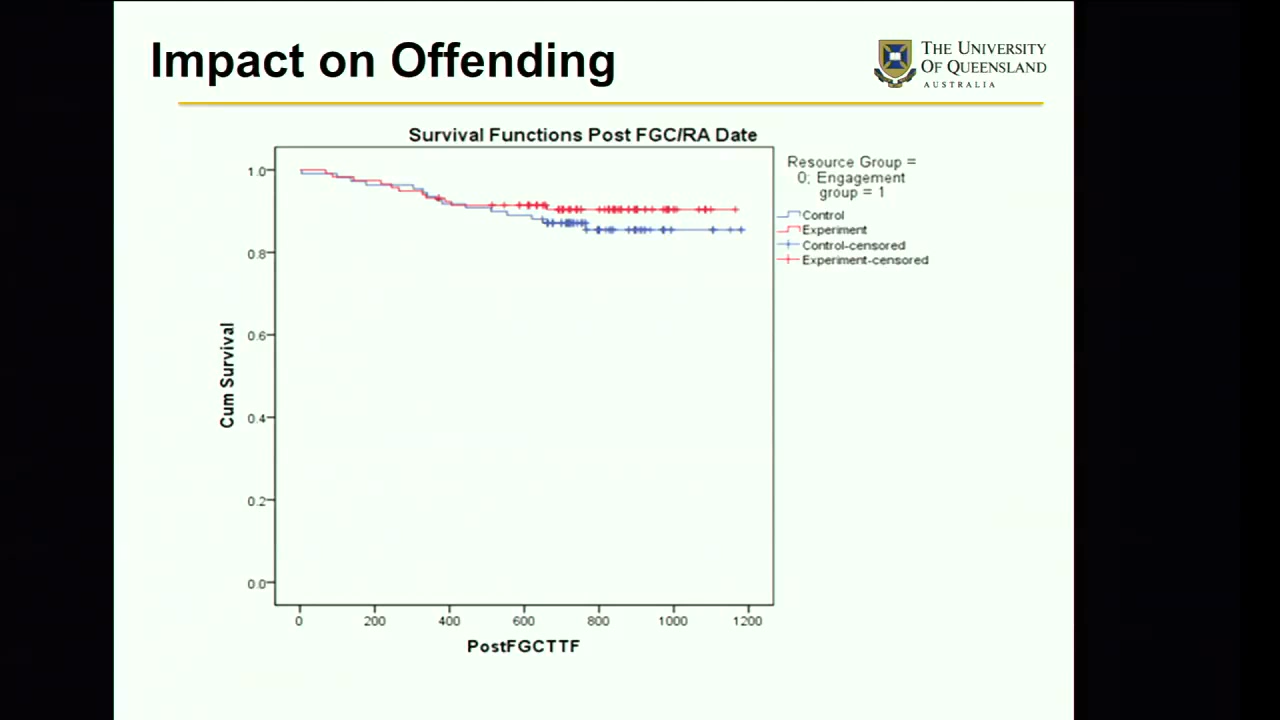 Impact on Offending
THE UNIVERSITY
OF QUEENSLAND
AUSTRALIA
Survival Functions Post FGC/RA Date
Resource Group =
0; Engagement
group = 1
Control
Experiment
Control-censored
Experiment-censored
Cum Survival
1.0
0.8
0.6
0.4
0.2
0.0
0 200 400 600 800 1000 1200
PostFGCTTF